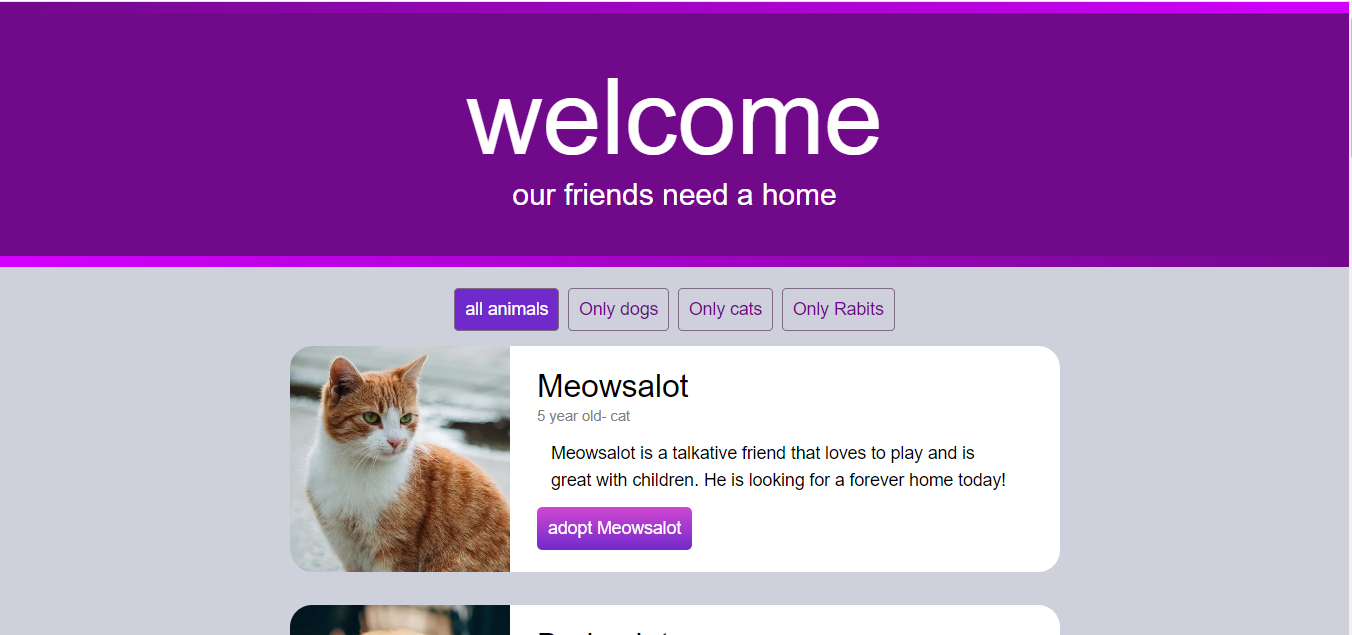 welcome
our friends need a home
all animals
Only dogs
Only cats
Only Rabits
Meowsalot
5 year old- cat
Meowsalot is a talkative friend that loves to play and is
great with children. He is looking for a forever home today!
adopt Meowsalot